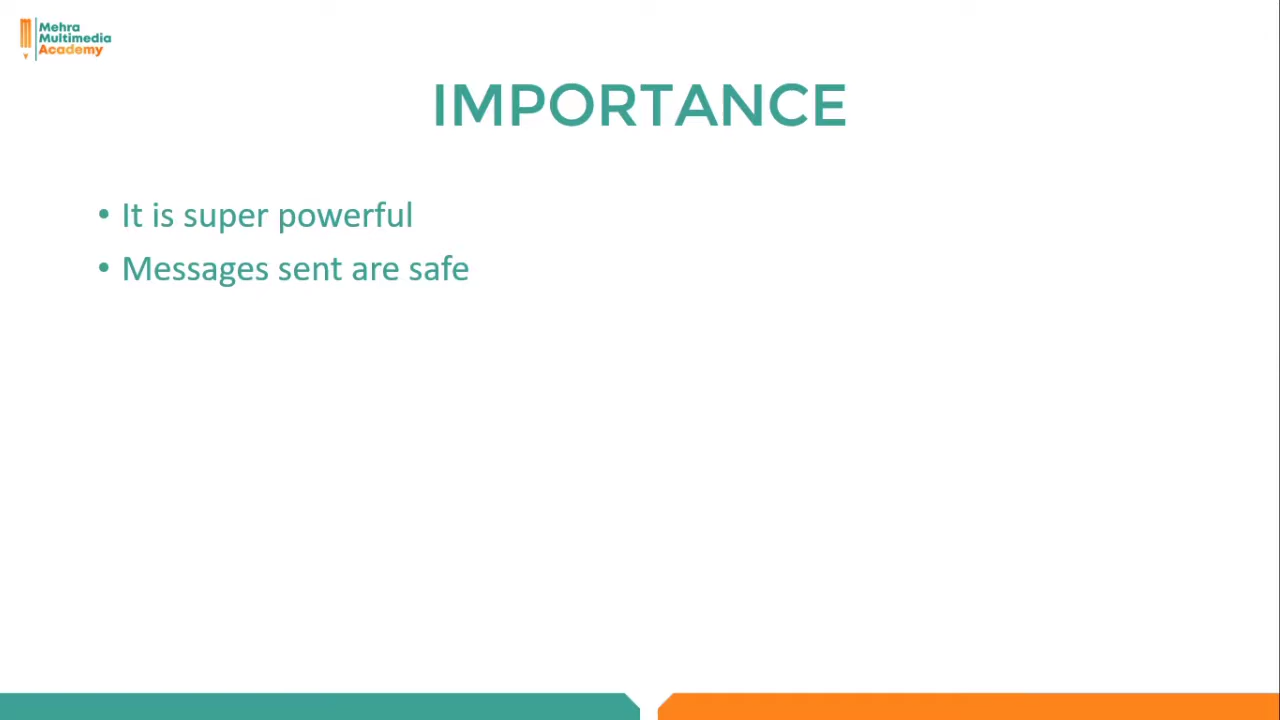 Mehra
Multimedia
Academy
IMPORTANCE
• It is super powerful
• Messages sent are safe